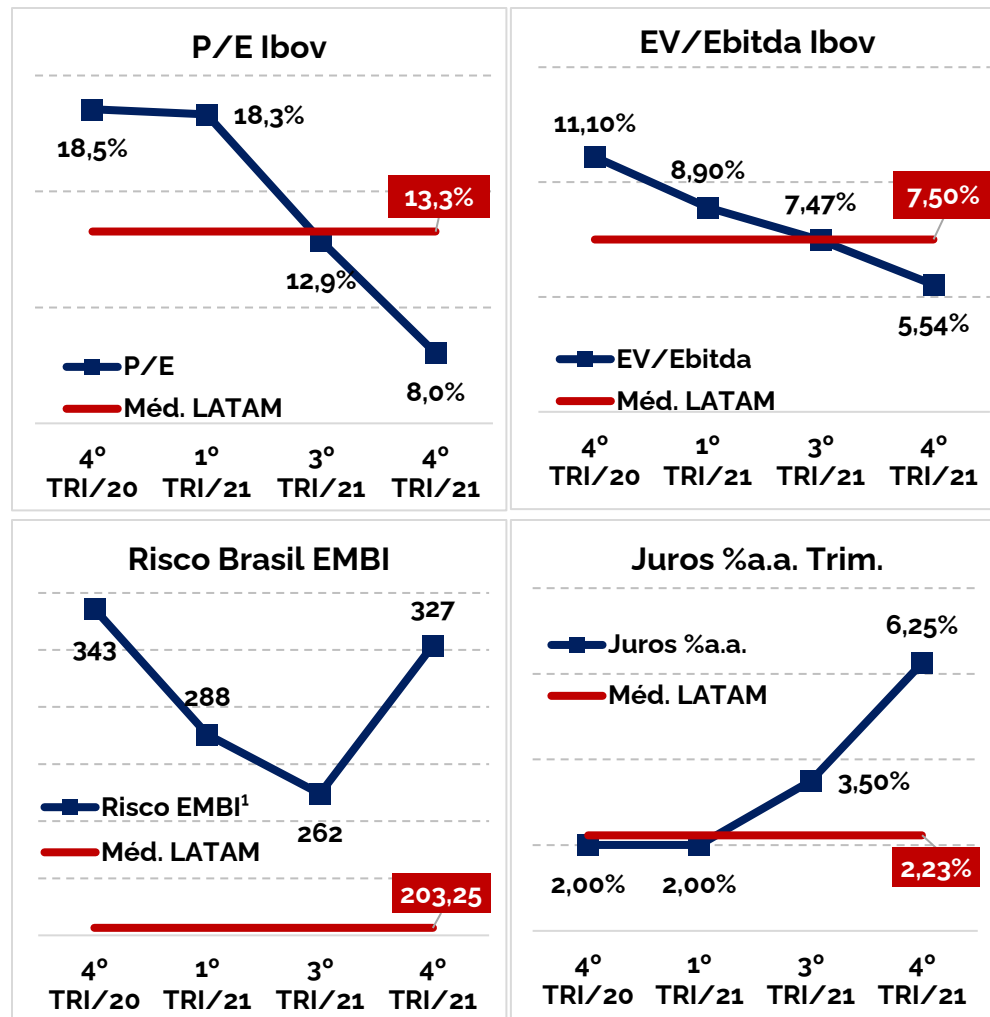 P/E Ibov
18,5%
18,3%
13,3%
12,9%
8,0%
P/E
Méd. LATAM
4º
TRI/20
1º
TRI/21
3º
TRI/21
4º
TRI/21
EV/Ebitda Ibov
11,10%
8,90%
7,47%
7,50%
5,54%
EV/Ebitda
Méd. LATAM
4º
TRI/20
1º
TRI/21
3º
TRI/21
4º
TRI/21
Risco Brasil EMBI
343
288
262
327
Risco EMBI¹
Méd. LATAM
203,25
4º
TRI/20
1º
TRI/21
3º
TRI/21
4º
TRI/21
Juros %a.a. Trim.
6,25%
Juros %a.a.
Méd. LATAM
3,50%
2,00%
2,00%
2,23%
4º
TRI/20
1º
TRI/21
3º
TRI/21
4º
TRI/21